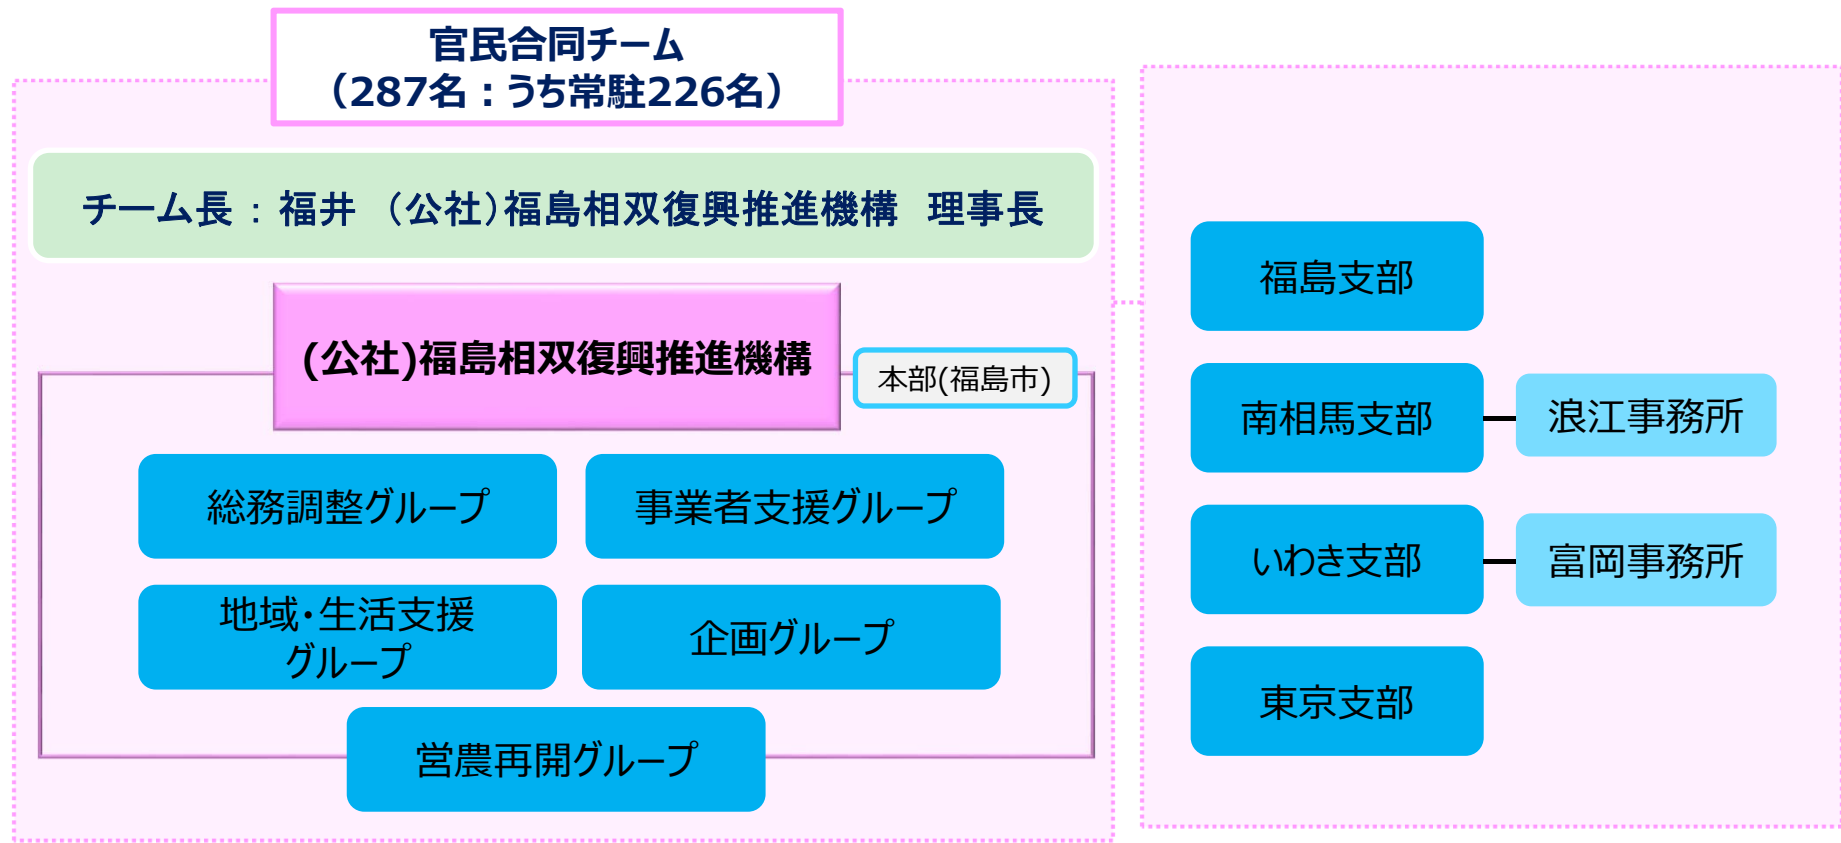 官民合同チーム
（287名：うち常駐226名）
チーム長：福井　（公社）福島相双復興推進機構　理事長
(公社)福島相双復興推進機構
本部(福島市)
総務調整グループ
事業者支援グループ
地域・生活支援
グループ
企画グループ
営農再開グループ
福島支部
南相馬支部
浪江事務所
いわき支部
富岡事務所
東京支部